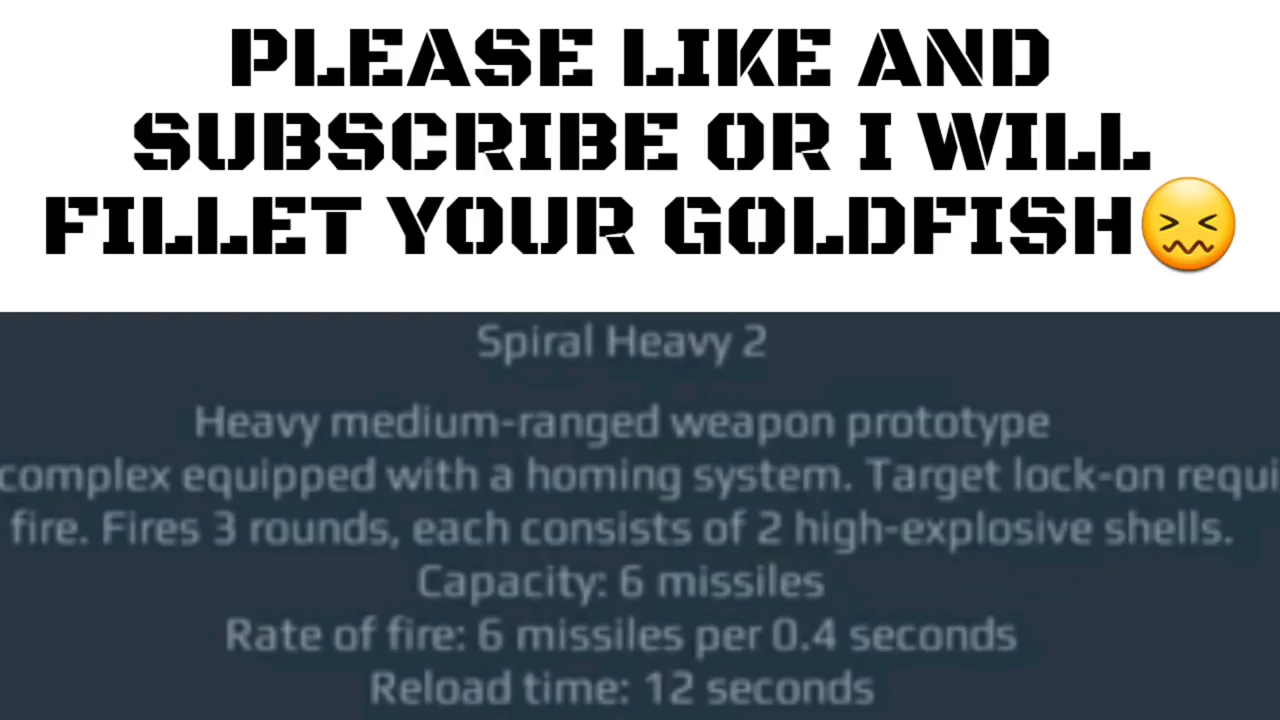 PLEASE LIKE AND
SUBSCRIBE OR I WILL
FILLET YOUR GOLDFISH😖
Spiral Heavy 2
Heavy medium-ranged weapon prototype
complex equipped with a homing system. Target lock-on requi
fire. Fires 3 rounds, each consists of 2 high-explosive shells.
Capacity: 6 missiles
Rate of fire: 6 missiles per 0.4 seconds
Reload time: 12 seconds